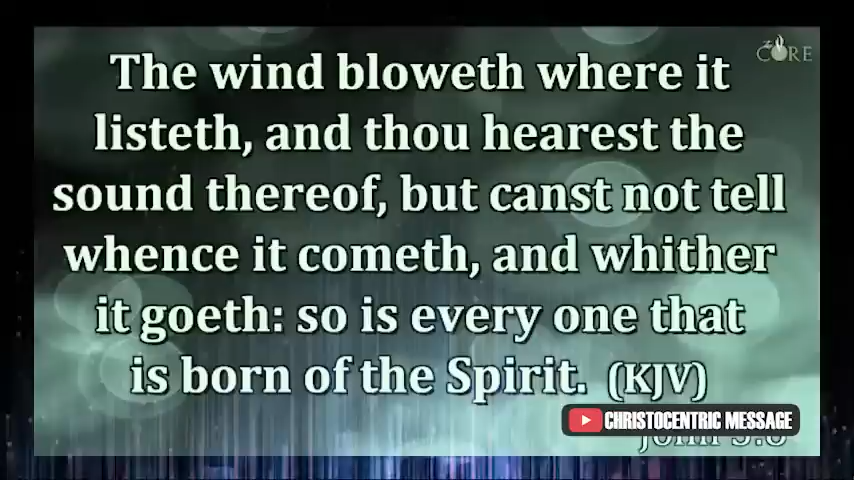 CORE
The wind bloweth where it
listeth, and thou hearest the
sound thereof, but canst not tell
whence it cometh, and whither
it goeth: so is every one that
is born of the Spirit. (KJV)
CHRISTOCENTRIC MESSAGE